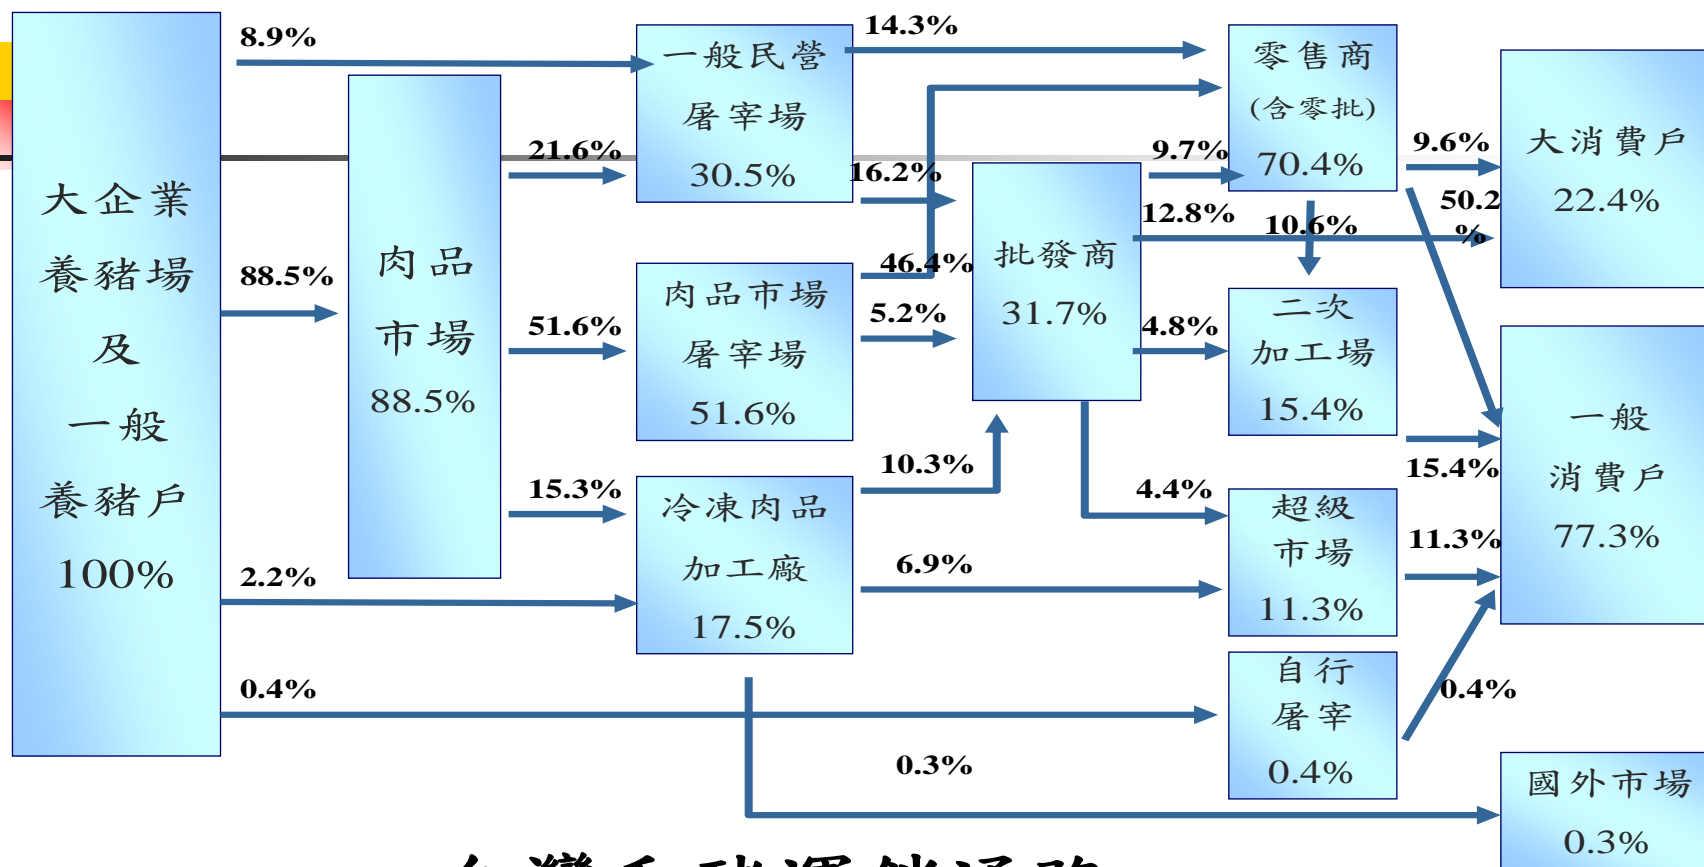 大企業
養豬場
及
一般
養豬戶
100%
8.9%
88.5%
2.2%
0.4%
肉品
市場
88.5%
21.6%
51.6%
15.3%
一般民營
屠宰場
30.5%
肉品市場
屠宰場
51.6%
冷凍肉品
加工廠
17.5%
14.3%
16.2%
46.4%
5.2%
10.3%
6.9%
0.3%
批發商
31.7%
9.7%
12.8%
4.8%
4.4%
零售商
(含零批)
70.4%
10.6%
二次
加工場
15.4%
超級
市場
11.3%
自行
屠宰
0.4%
9.6%
50.2
%
15.4%
11.3%
0.4%
大消費戶
22.4%
一般
消費戶
77.3%
國外市場
0.3%